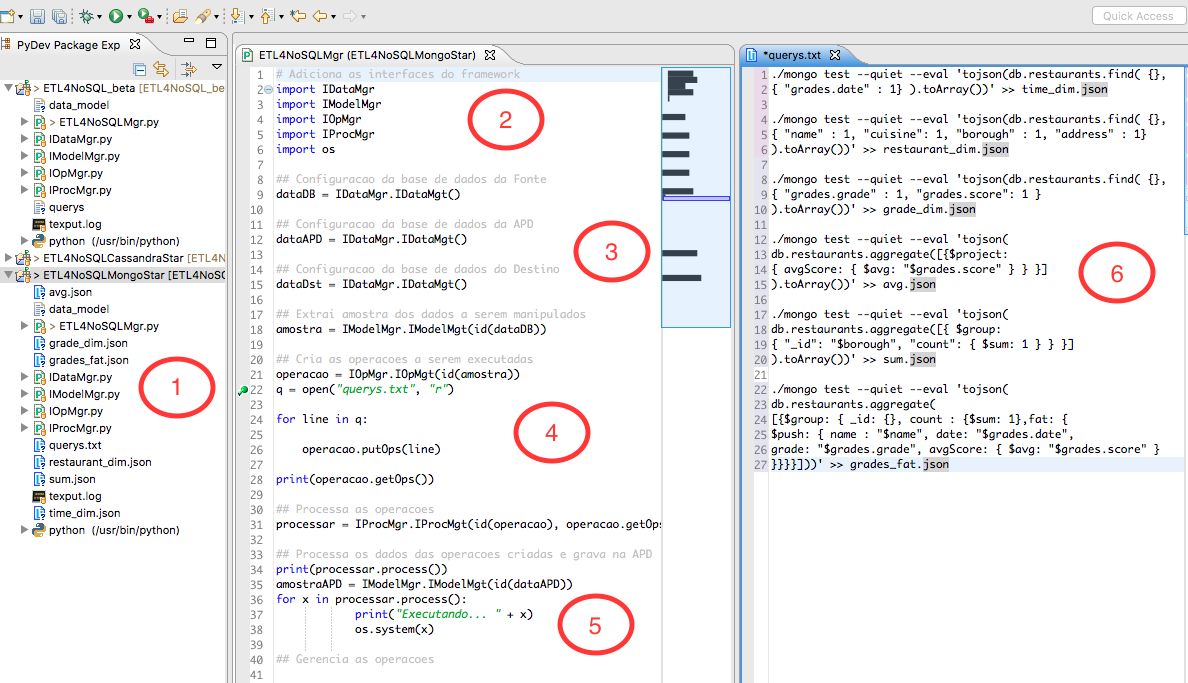 Quick Access
PyDev Package Exp
> ETL4NoSQL_beta [ETL4NoSQL_be
data_model
> ETL4NoSQLMgr.py
IDataMgr.py
IModelMgr.py
IOpMgr.py
IProcMgr.py
querys
texput.log
python (/usr/bin/python)
> ETL4NoSQLCassandraStar [ETL4N
> ETL4NoSQLMongoStar [ETL4NoSC
avg.json
data_model
> ETL4NoSQLMgr.py
grade_dim.json
grades_fat.json
IDataMgr.py
IModelMgr.py
IOpMgr.py
IProcMgr.py
querys.txt
restaurant_dim.json
sum.json
texput.log
time_dim.json
python (/usr/bin/python)
1
ETL4NoSQLMgr (ETL4NoSQLMongoStar)
1 # Adiciona as interfaces do framework
2 import IDataMgr
3 import IModelMgr
4 import IOpMgr
5 import IProcMgr
6 import os
7
8 ## Configuracao da base de dados da Fonte
9 dataDB = IDataMgr.IDataMgt()
10
11 ## Configuracao da base de dados da APD
12 dataAPD = IDataMgr.IDataMgt()
13
14 ## Configuracao da base de dados do Destino
15 dataDst = IDataMgr.IDataMgt()
16
17 ## Extrai amostra dos dados a serem manipulados
18 amostra = IModelMgr.IModelMgt(id(dataDB))
19
20 ## Cria as operacoes a serem executadas
21 operacao = IOpMgr.IOpMgt(id(amostra))
22 q = open("querys.txt", "r")
23
24 for line in q:
25
26 operacao.putOps(line)
27
28 print(operacao.getOps())
29
30 ## Processa as operacoes
31 processar = IProcMgr.IProcMgt(id(operacao), operacao.getOps
32
33 ## Processa os dados das operacoes criadas e grava na APD
34 print(processar.process())
35 amostraAPD = IModelMgr.IModelMgt(id(dataAPD))
36 for x in processar.process():
37 print("Executando... " + x)
38 os.system(x)
39
40 ## Gerencia as operacoes
41
2
3
4
5
*querys.txt
1 ./mongo test --quiet --eval 'tojson(db.restaurants.find( {},
2 { "grades.date" : 1} ).toArray())' >> time_dim.json
3
4 ./mongo test --quiet --eval 'tojson(db.restaurants.find( {},
5 { "name" : 1, "cuisine": 1, "borough" : 1, "address" : 1}
6 ).toArray())' >> restaurant_dim.json
7
8 ./mongo test --quiet --eval 'tojson(db.restaurants.find( {},
9 { "grades.grade" : 1, "grades.score": 1 }
10 ).toArray())' >> grade_dim.json
11
12 ./mongo test --quiet --eval 'tojson(
13 db.restaurants.aggregate([{$project:
14 { avgScore: { $avg: "$grades.score" } } }]
15 ).toArray())' >> avg.json
16
17 ./mongo test --quiet --eval 'tojson(
18 db.restaurants.aggregate([{ $group:
19 { "_id": "$borough", "count": { $sum: 1 } } }]
20 ).toArray())' >> sum.json
21
22 ./mongo test --quiet --eval 'tojson(
23 db.restaurants.aggregate(
24 [{$group: { _id: {}, count : {$sum: 1},fat: {
25 $push: { name : "$name", date: "$grades.date",
26 grade: "$grades.grade", avgScore: { $avg: "$grades.score" }
27 }}}}]))' >> grades_fat.json
6